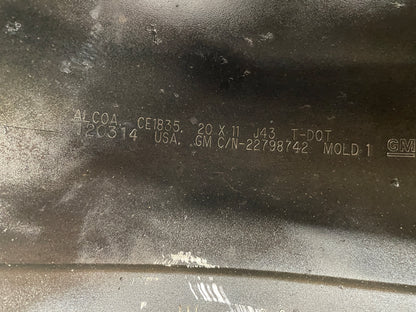 ALCOA. CE1835. 20 X 11 J43 T-DOT
120314 USA. GM C/N-22798742 MOLD 1 GM